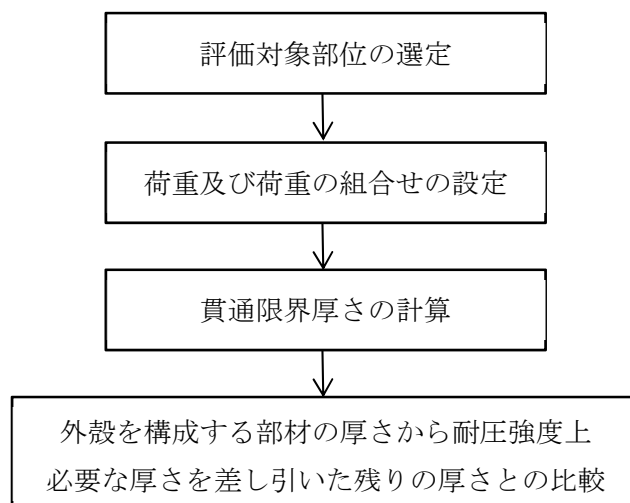 評価対象部位の選定
荷重及び荷重の組合せの設定
貫通限界厚さの計算
外殻を構成する部材の厚さから耐圧強度上
必要な厚さを差し引いた残りの厚さとの比較